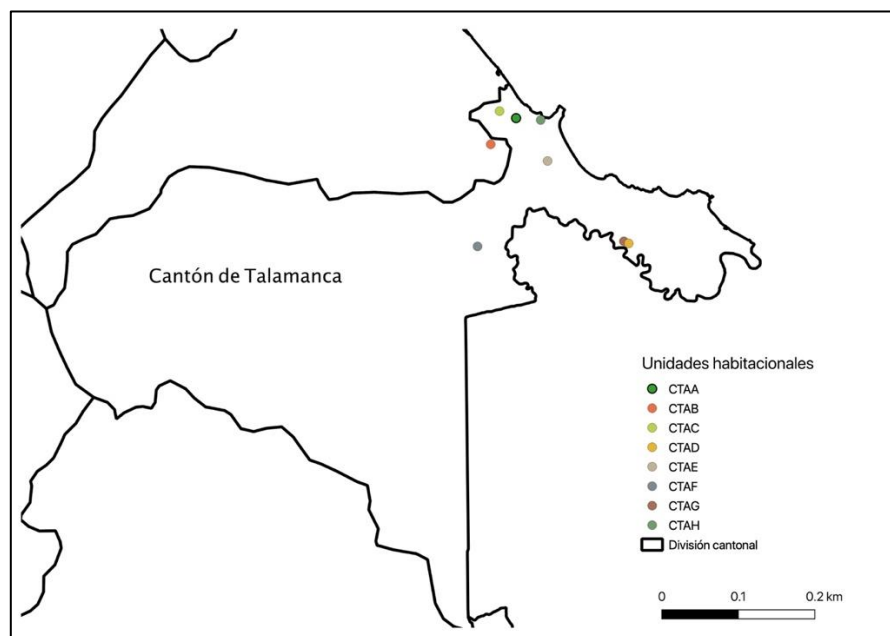 Cantón de Talamanca
Unidades habitacionales
CTAA
CTAB
CTAC
CTAD
CTAE
CTAF
CTAG
CTAH
División cantonal
0 0.1 0.2 km